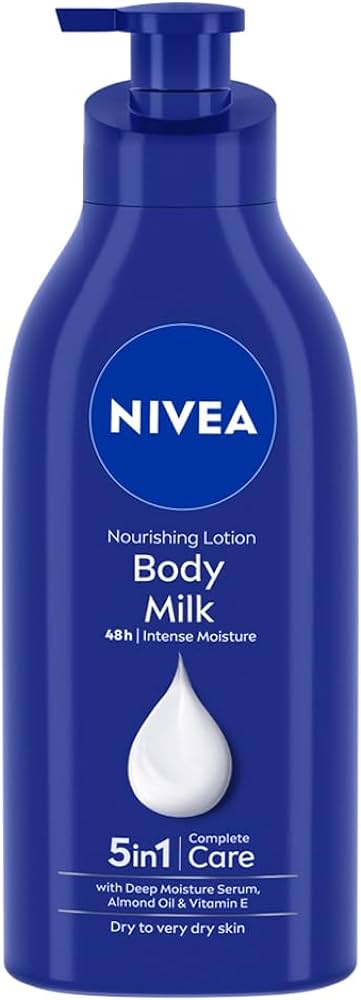 NIVEA
Nourishing Lotion
Body
Milk
48h | Intense Moisture
5in1 | Complete Care
with Deep Moisture Serum,
Almond Oil & Vitamin E
Dry to very dry skin